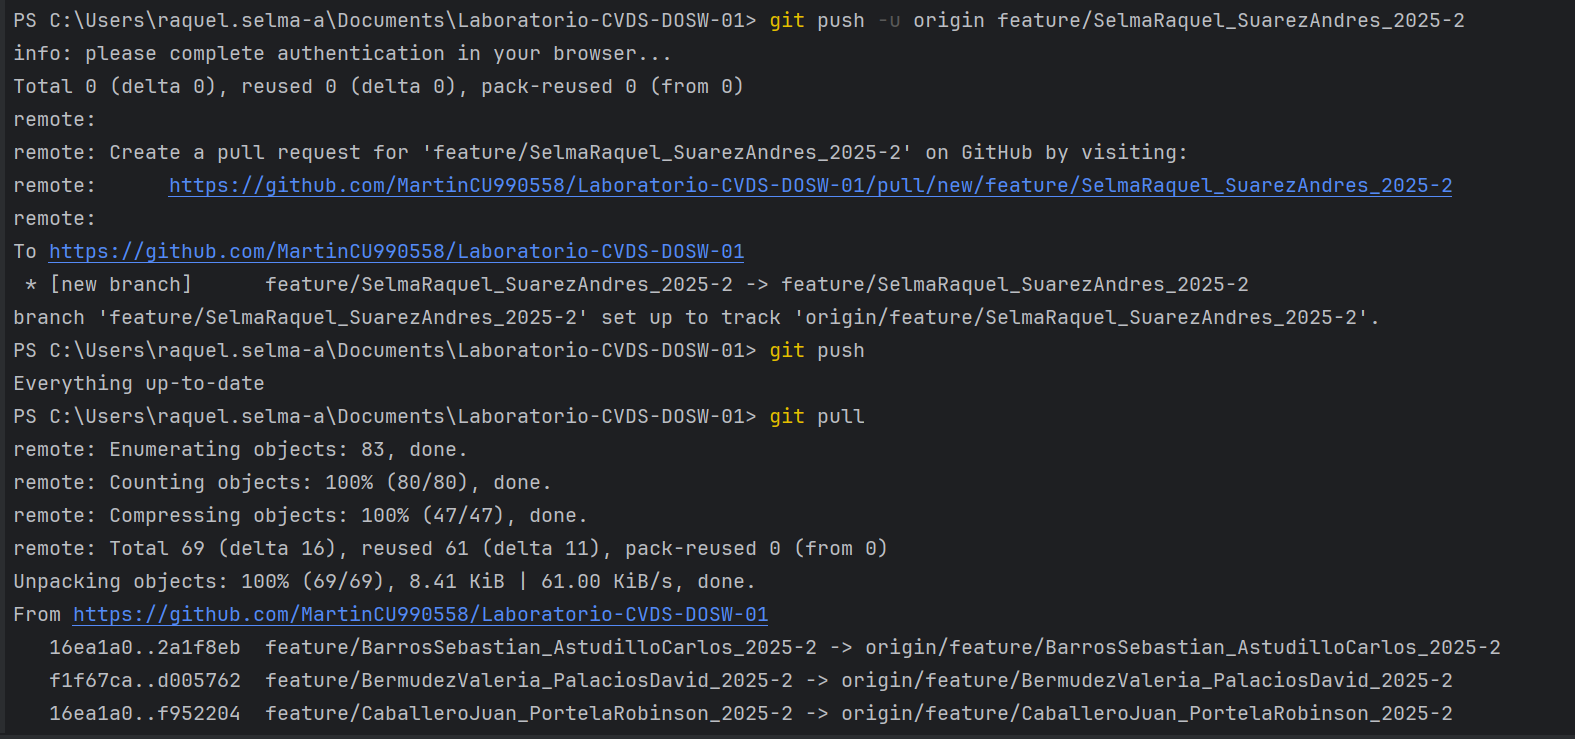 PS C:\Users\raquel.selma-a\Documents\Laboratorio-CVDS-DOSW-01> git push -u origin feature/SelmaRaquel_SuarezAndres_2025-2
info: please complete authentication in your browser...
Total 0 (delta 0), reused 0 (delta 0), pack-reused 0 (from 0)
remote:
remote: Create a pull request for 'feature/SelmaRaquel_SuarezAndres_2025-2' on GitHub by visiting:
remote:      https://github.com/MartinCU990558/Laboratorio-CVDS-DOSW-01/pull/new/feature/SelmaRaquel_SuarezAndres_2025-2
remote:
To https://github.com/MartinCU990558/Laboratorio-CVDS-DOSW-01
 * [new branch]      feature/SelmaRaquel_SuarezAndres_2025-2 -> feature/SelmaRaquel_SuarezAndres_2025-2
branch 'feature/SelmaRaquel_SuarezAndres_2025-2' set up to track 'origin/feature/SelmaRaquel_SuarezAndres_2025-2'.
PS C:\Users\raquel.selma-a\Documents\Laboratorio-CVDS-DOSW-01> git push
Everything up-to-date
PS C:\Users\raquel.selma-a\Documents\Laboratorio-CVDS-DOSW-01> git pull
remote: Enumerating objects: 83, done.
remote: Counting objects: 100% (80/80), done.
remote: Compressing objects: 100% (47/47), done.
remote: Total 69 (delta 16), reused 61 (delta 11), pack-reused 0 (from 0)
Unpacking objects: 100% (69/69), 8.41 KiB | 61.00 KiB/s, done.
From https://github.com/MartinCU990558/Laboratorio-CVDS-DOSW-01
   16ea1a0..2a1f8eb  feature/BarrosSebastian_AstudilloCarlos_2025-2 -> origin/feature/BarrosSebastian_AstudilloCarlos_2025-2
   f1f67ca..d005762  feature/BermudezValeria_PalaciosDavid_2025-2 -> origin/feature/BermudezValeria_PalaciosDavid_2025-2
   16ea1a0..f952204  feature/CaballeroJuan_PortelaRobinson_2025-2 -> origin/feature/CaballeroJuan_PortelaRobinson_2025-2